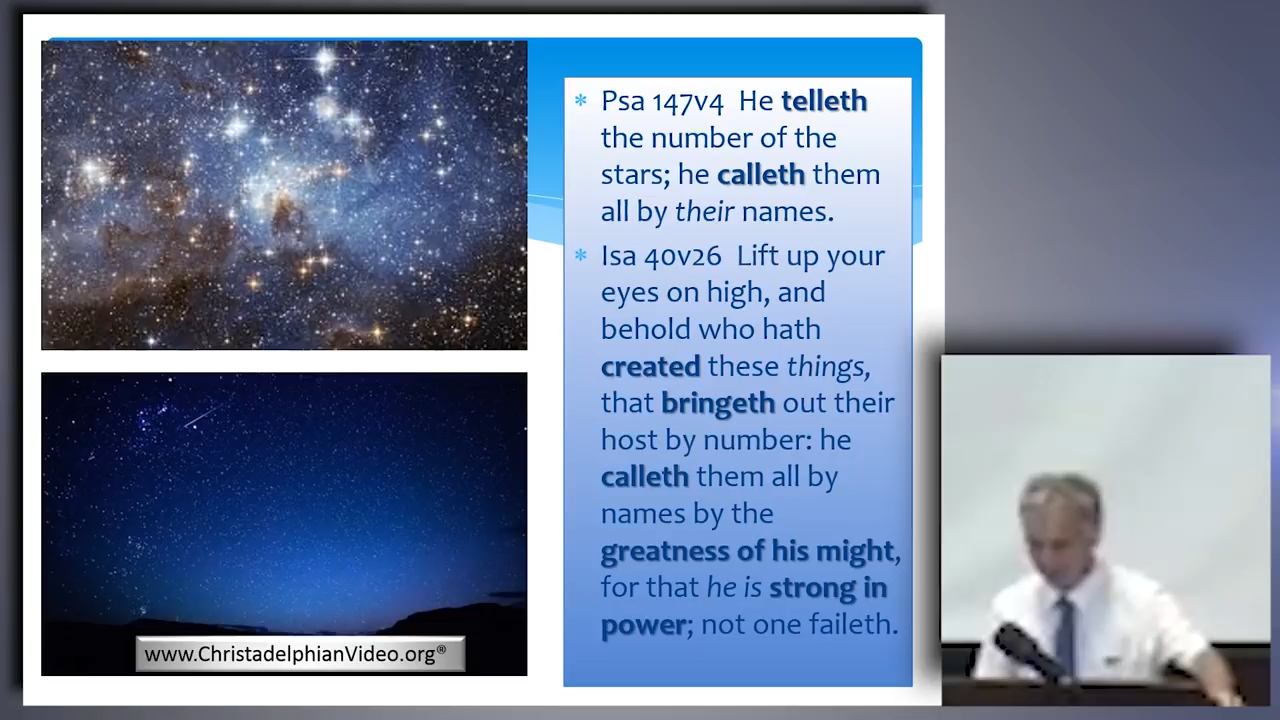 * Psa 147v4 He telleth
the number of the
stars; he calleth them
all by their names.
* Isa 40v26 Lift up your
eyes on high, and
behold who hath
created these things,
that bringeth out their
host by number: he
calleth them all by
names by the
greatness of his might,
for that he is strong in
power; not one faileth.
www.ChristadelphianVideo.org®